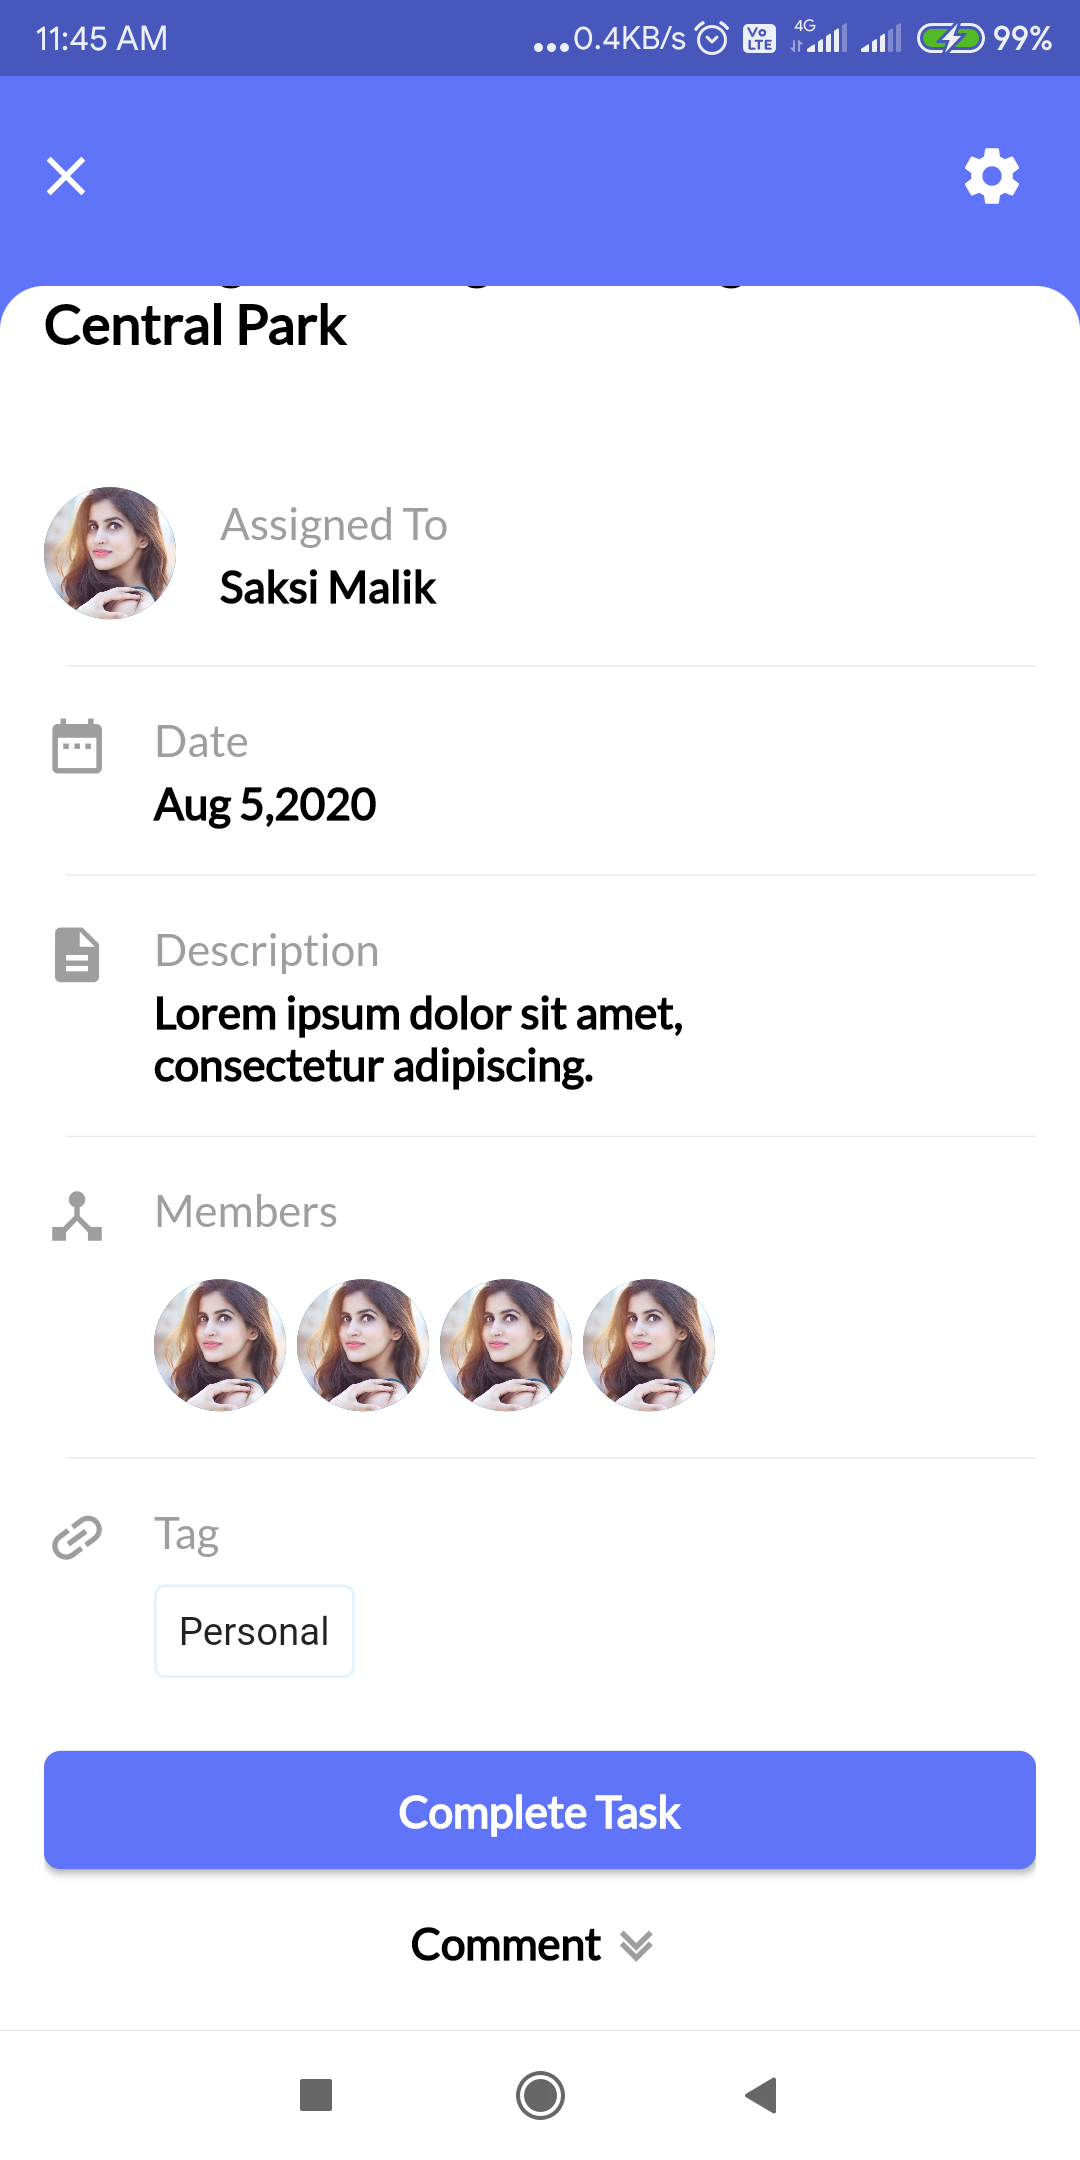 11:45 AM
...0.4KB/s Vo LTE 4G 99%
Central Park
Assigned To
Saksi Malik
Date
Aug 5,2020
Description
Lorem ipsum dolor sit amet,
consectetur adipiscing.
Members
Tag
Personal
Complete Task
Comment